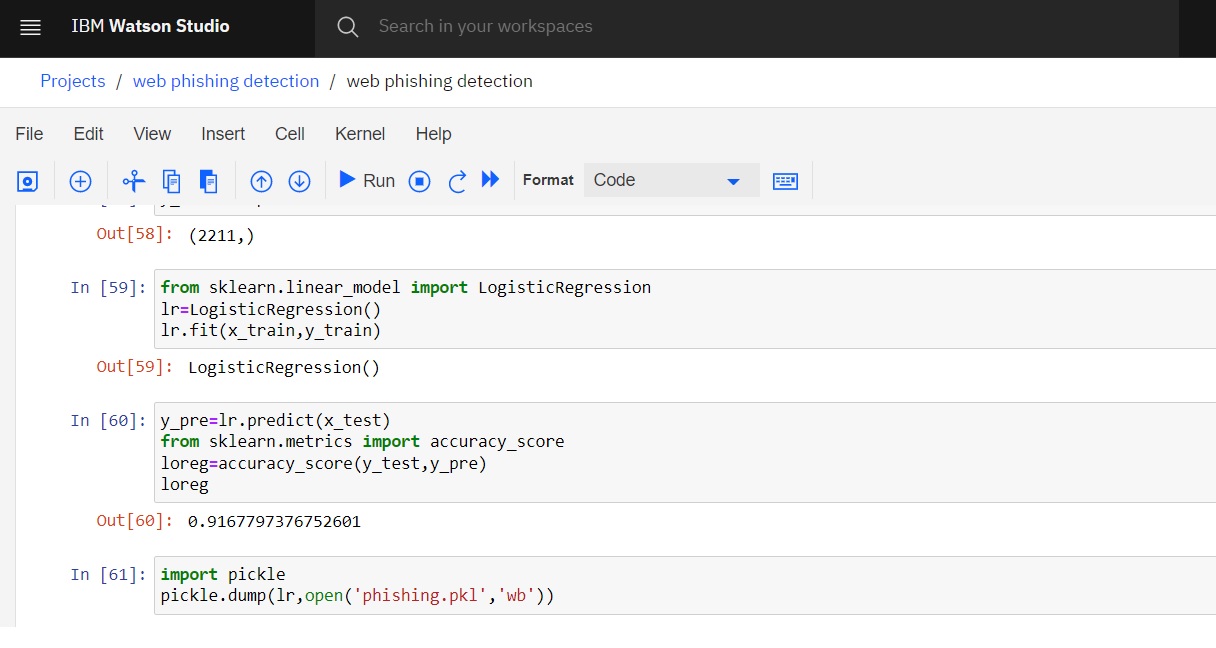 IBM Watson Studio
Search in your workspaces
Projects / web phishing detection / web phishing detection
File Edit View Insert Cell Kernel Help
Run Format Code
Out[58]: (2211,)
In [59]: from sklearn.linear_model import LogisticRegression
lr=LogisticRegression()
lr.fit(x_train,y_train)
Out[59]: LogisticRegression()
In [60]: y_pre=lr.predict(x_test)
from sklearn.metrics import accuracy_score
loreg=accuracy_score(y_test,y_pre)
loreg
Out[60]: 0.9167797376752601
In [61]: import pickle
pickle.dump(lr,open('phishing.pkl','wb'))